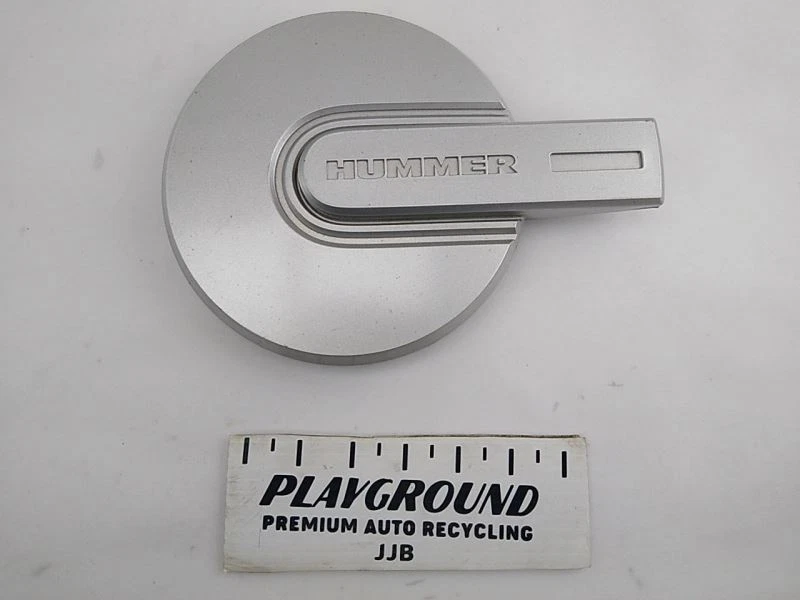 HUMMER
PLAYGROUND
PREMIUM AUTO RECYCLING
JJB